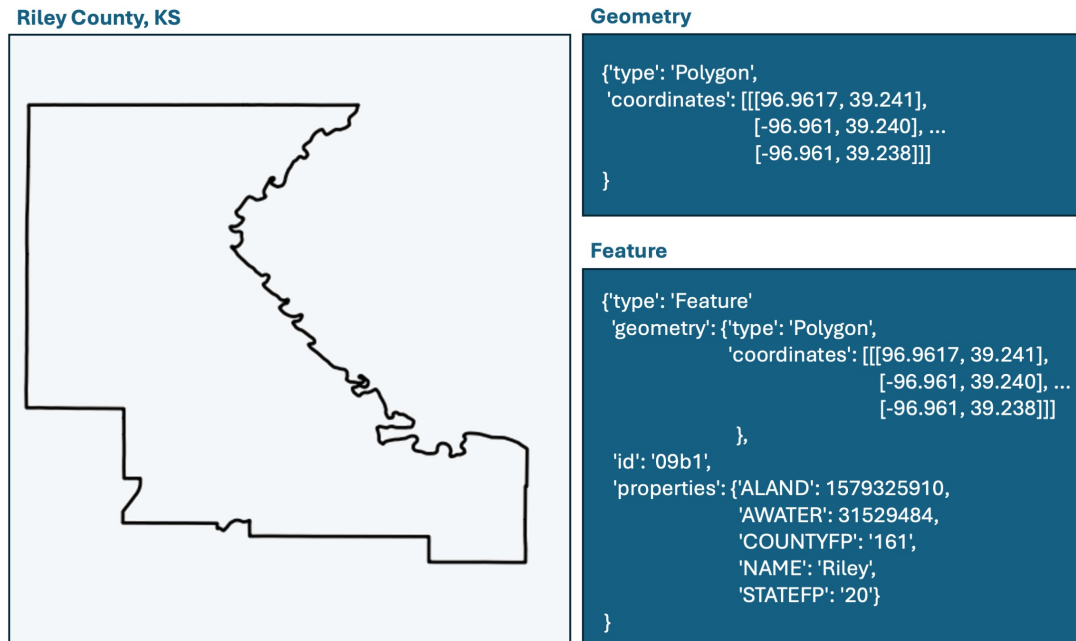 Riley County, KS
Geometry
{'type': 'Polygon',
'coordinates': [[[96.9617, 39.241],
[-96.961, 39.240], ...
[-96.961, 39.238]]]
}
Feature
{'type': 'Feature'
'geometry': {'type': 'Polygon',
'coordinates': [[[96.9617, 39.241],
[-96.961, 39.240], ...
[-96.961, 39.238]]]
},
'id': '09b1',
'properties': {'ALAND': 1579325910,
'AWATER': 31529484,
'COUNTYFP': '161',
'NAME': 'Riley',
'STATEFP': '20'}
}